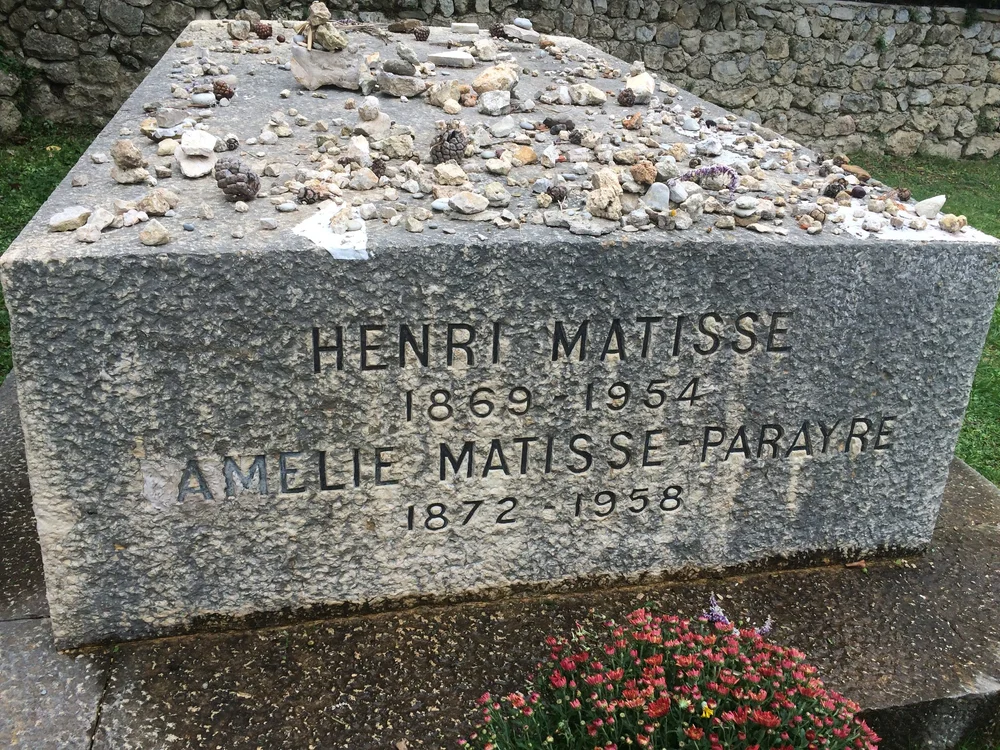 HENRI MATISSE
1869 - 1954
AMELIE MATISSE-PARAYRE
1872 - 1958